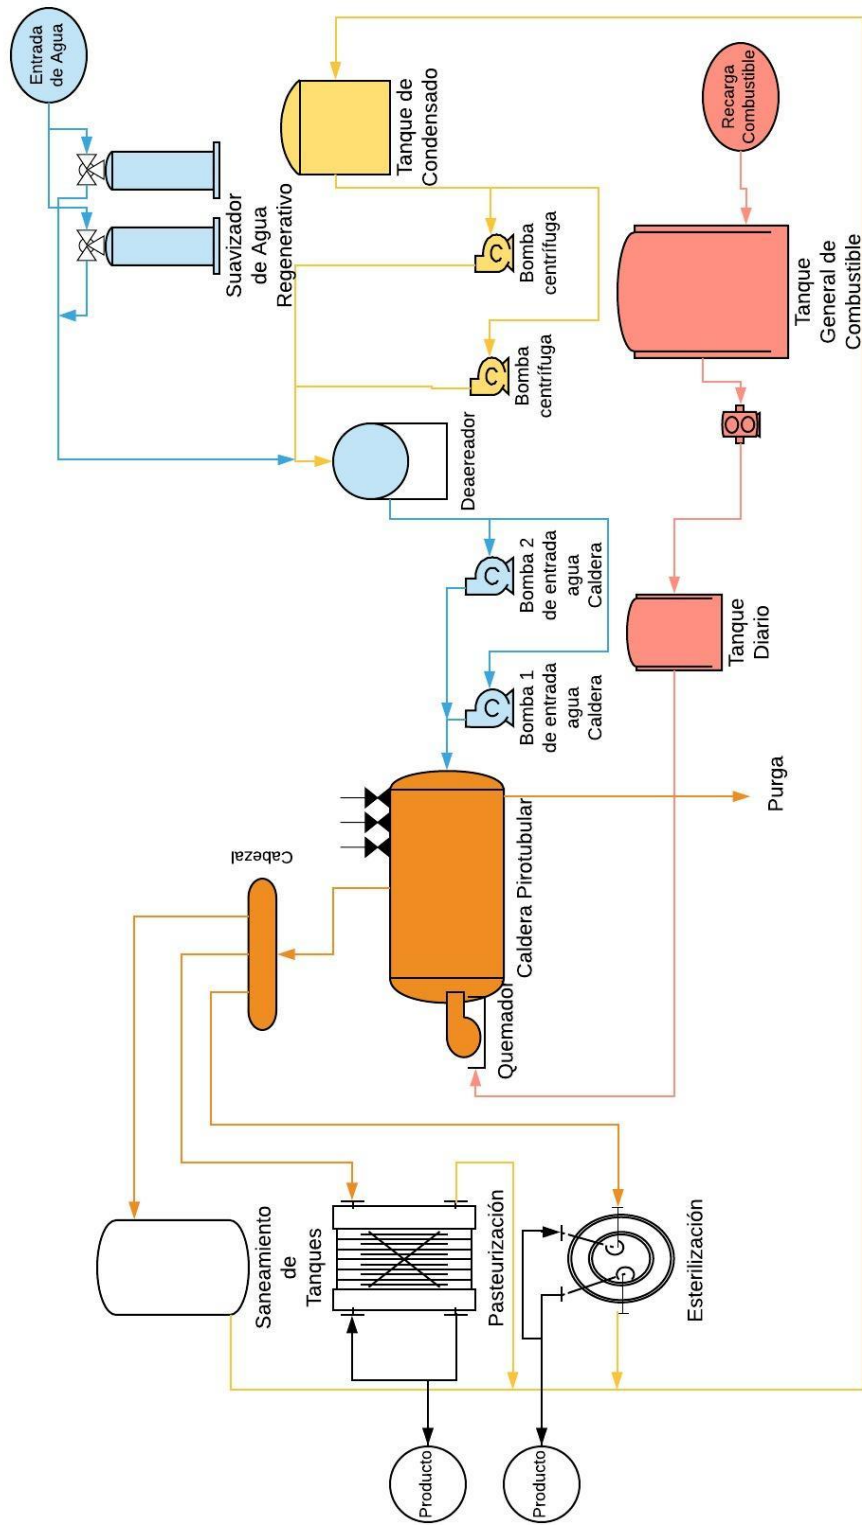 Entrada
de Agua
Suavizador
de Agua
Regenerativo
Tanque de
Condensado
Recarga
Combustible
Bomba
centrífuga
Bomba
centrífuga
Tanque
General de
Combustible
Deaereador
Bomba 2
de entrada
agua
Caldera
Bomba 1
de entrada
agua
Caldera
Tanque
Diario
Cabezal
Caldera Pirotubular
Purga
Quemador
Saneamiento
de
Tanques
Pasteurización
Esterilización
Producto
Producto
C
C
C
C